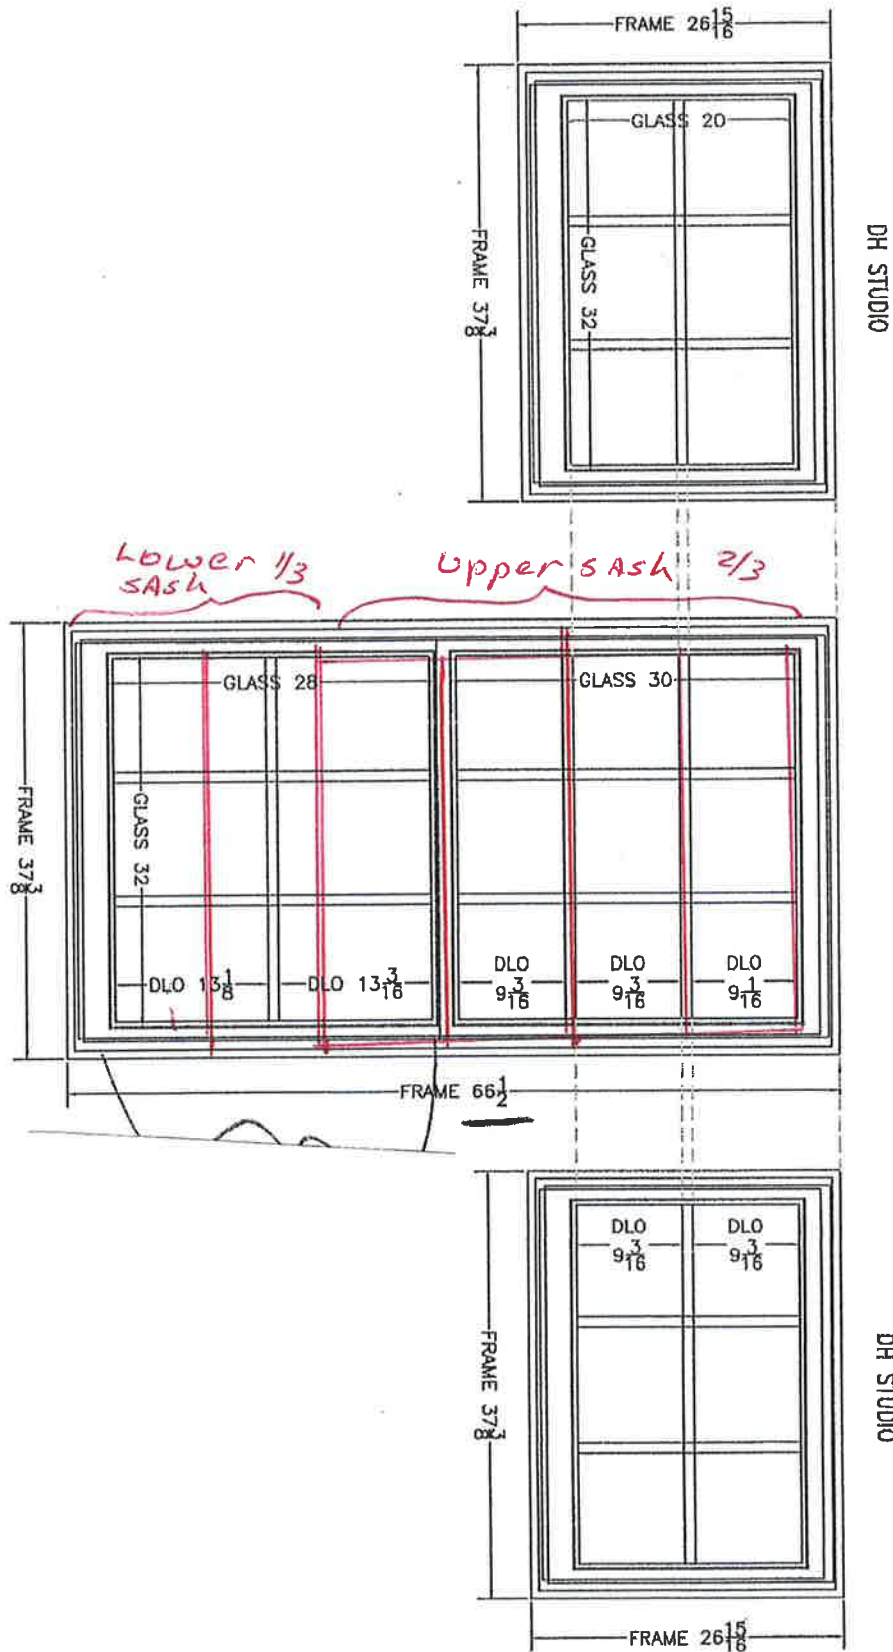 FRAME 26 15/16
GLASS 20
GLASS 32
FRAME 37 3/8
DH STUDIO
Lower 1/3
SASH
Upper SASH 2/3
GLASS 28
GLASS 30
GLASS 32
FRAME 37 3/8
DLO 13 1/8
DLO 13 3/16
DLO
9 3/16
DLO
9 3/16
DLO
9 1/16
FRAME 66 1/2
DLO
9 3/16
DLO
9 3/16
FRAME 37 3/8
DH STUDIO
FRAME 26 15/16